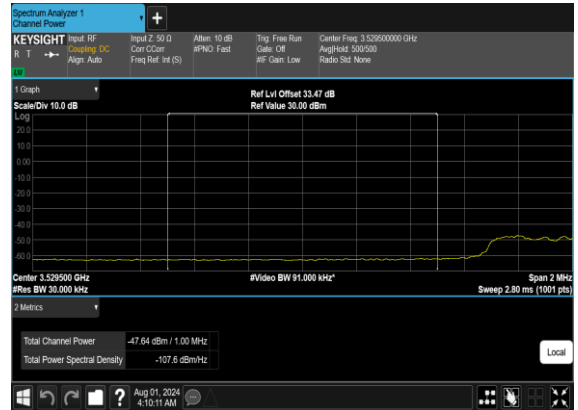 Spectrum Analyzer 1
Channel Power
KEYSIGHT Input: RF Input Z: 50 Ω Atten: 10 dB Trig: Free Run Center Freq: 3.529500000 GHz
R T Coupling: DC Corr CCorr #PNO: Fast Gate: Off Avg|Hold: 500/500
Align: Auto Freq Ref: Int (S) #IF Gain: Low Radio Std: None
LXI
1 Graph
Ref Lvl Offset 33.47 dB
Scale/Div 10.0 dB Ref Value 30.00 dBm
Log
20.0
10.0
0.00
-10.0
-20.0
-30.0
-40.0
-50.0
-60.0
Center 3.529500 GHz #Video BW 91.000 kHz* Span 2 MHz
#Res BW 30.000 kHz Sweep 2.80 ms (1001 pts)
2 Metrics
Total Channel Power -47.64 dBm / 1.00 MHz
Total Power Spectral Density -107.6 dBm/Hz
Local
? Aug 01, 2024
4:10:11 AM